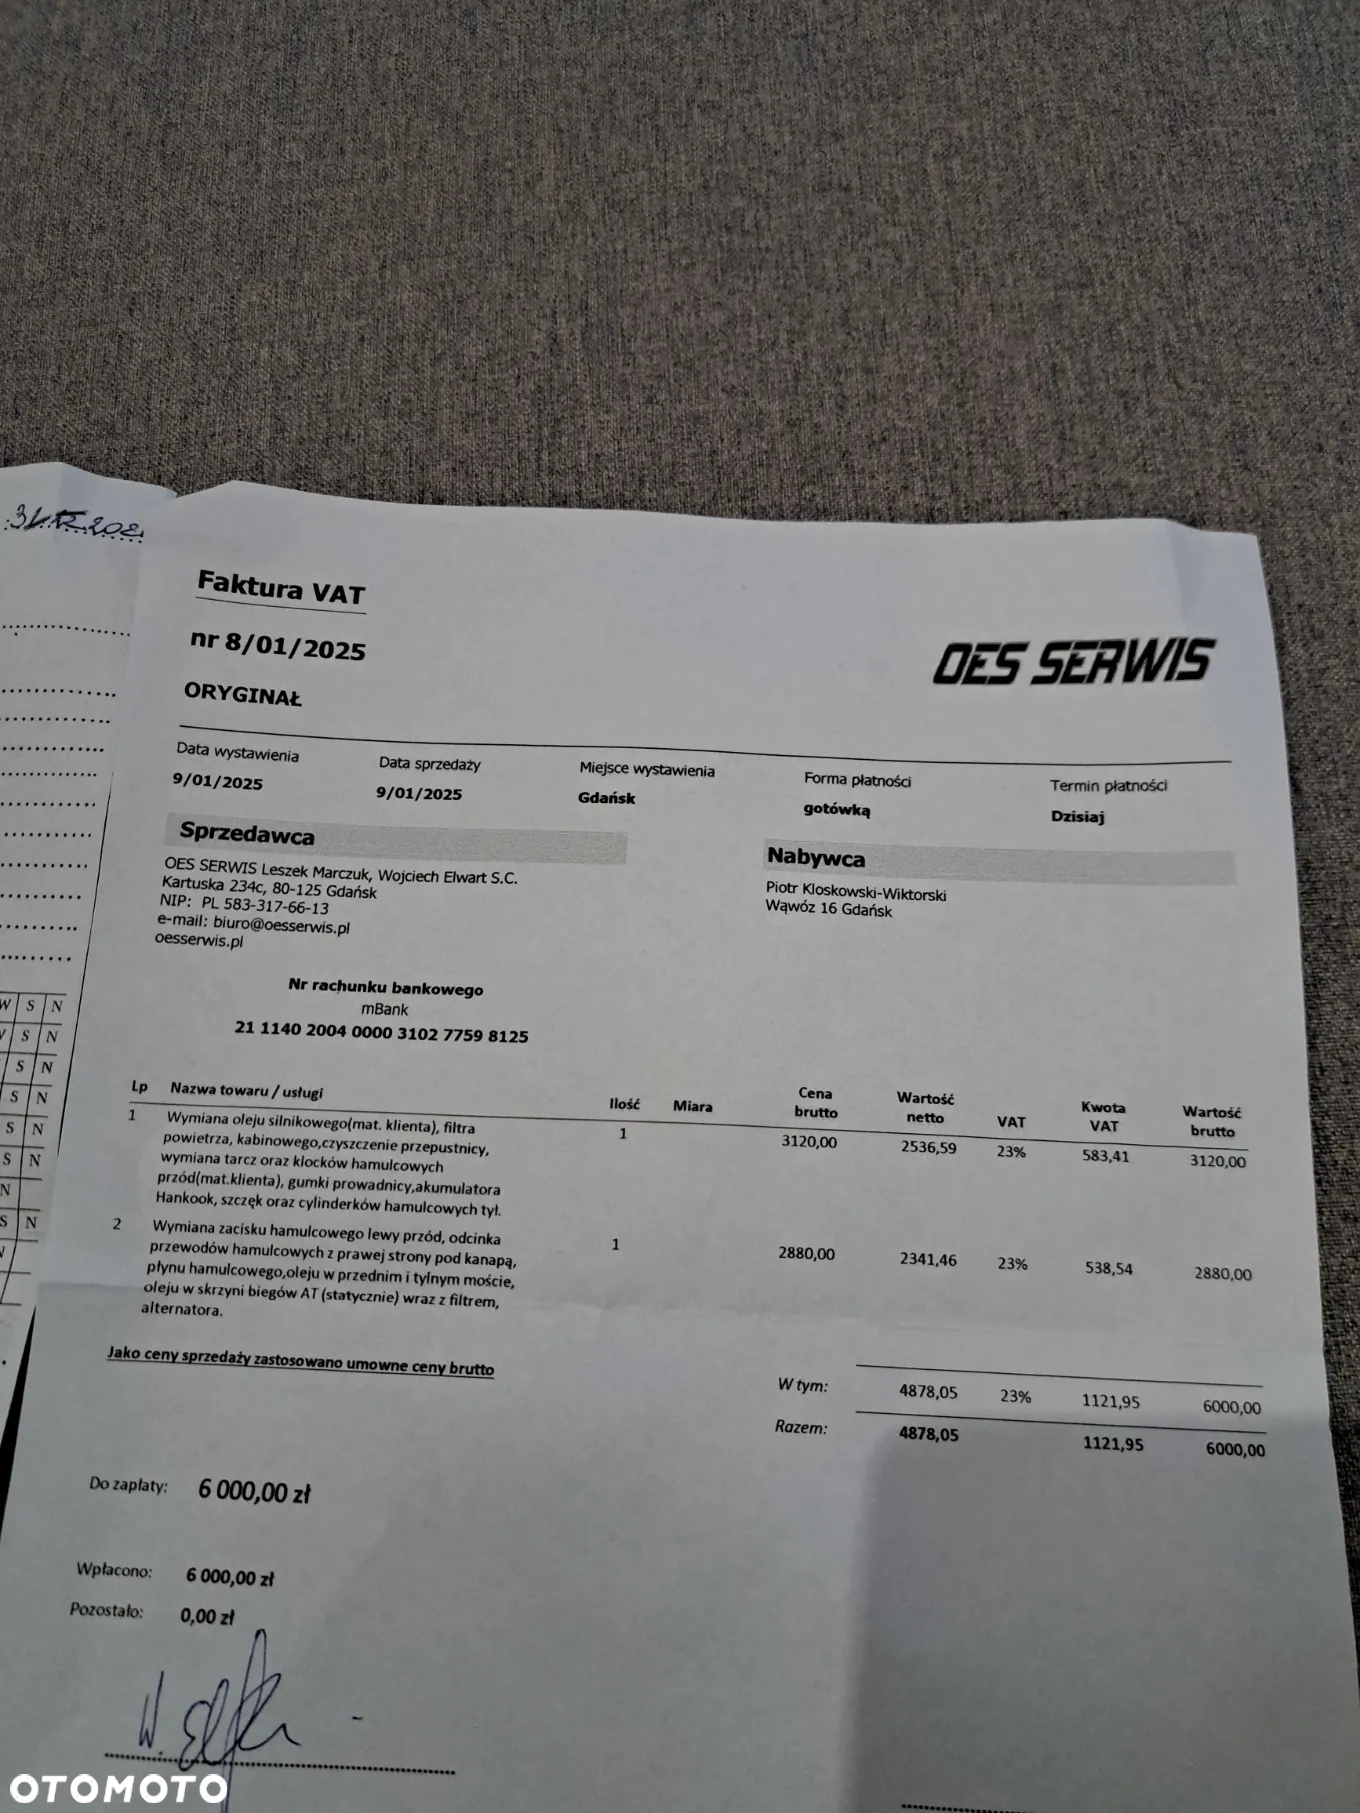 Faktura VAT
nr 8/01/2025
ORYGINAŁ
OES SERWIS
Data wystawienia Data sprzedaży Miejsce wystawienia Forma płatności Termin płatności
9/01/2025 9/01/2025 Gdańsk gotówką Dzisiaj
Sprzedawca
OES SERWIS Leszek Marczuk, Wojciech Elwart S.C.
Kartuska 234c, 80-125 Gdańsk
NIP: PL 583-317-66-13
e-mail: biuro@oesserwis.pl
oesserwis.pl
Nabywca
Piotr Kloskowski-Wiktorski
Wąwóz 16 Gdańsk
Nr rachunku bankowego
mBank
21 1140 2004 0000 3102 7759 8125
Lp Nazwa towaru / usługi Ilość Miara Cena brutto Wartość netto VAT Kwota VAT Wartość brutto
1 Wymiana oleju silnikowego(mat. klienta), filtra 1 3120,00 2536,59 23% 583,41 3120,00
powietrza, kabinowego,czyszczenie przepustnicy,
wymiana tarcz oraz klocków hamulcowych
przód(mat.klienta), gumki prowadnicy,akumulatora
Hankook, szczęk oraz cylinderków hamulcowych tył.
2 Wymiana zacisku hamulcowego lewy przód, odcinka 1 2880,00 2341,46 23% 538,54 2880,00
przewodów hamulcowych z prawej strony pod kanapą,
płynu hamulcowego,oleju w przednim i tylnym moście,
oleju w skrzyni biegów AT (statycznie) wraz z filtrem,
alternatora.
Jako ceny sprzedaży zastosowano umowne ceny brutto
W tym: 4878,05 23% 1121,95 6000,00
Razem: 4878,05 1121,95 6000,00
Do zapłaty: 6 000,00 zł
Wpłacono: 6 000,00 zł
Pozostało: 0,00 zł
W S N
S N
S N
S N
S N
S N
N
S N
OTOMOTO